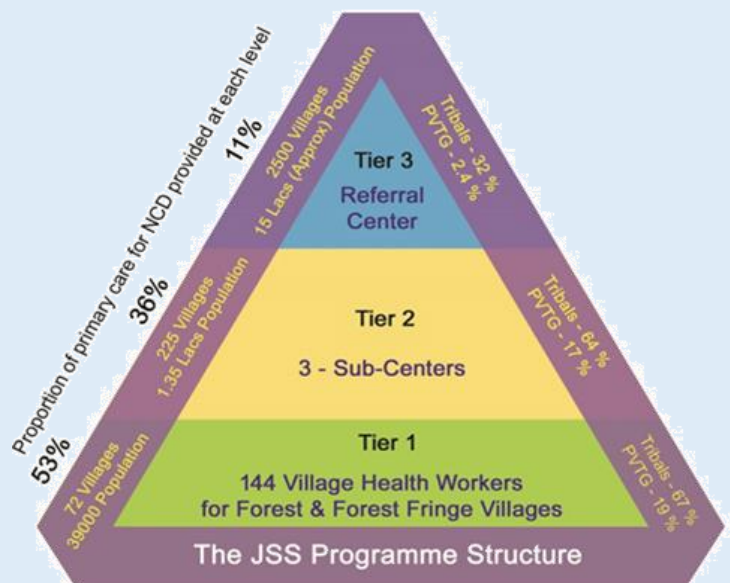 Proportion of primary care for NCD provided at each level
11%
36%
53%
2500 Villages
15 Lacs (Approx) Population
225 Villages
1.35 Lacs Population
72 Villages
39000 Population
Tier 3
Referral
Center
Tier 2
3 - Sub-Centers
Tier 1
144 Village Health Workers
for Forest & Forest Fringe Villages
Tribals - 32 %
PVTG - 2.4 %
Tribals - 64 %
PVTG - 17 %
Tribals - 67 %
PVTG - 19 %
The JSS Programme Structure